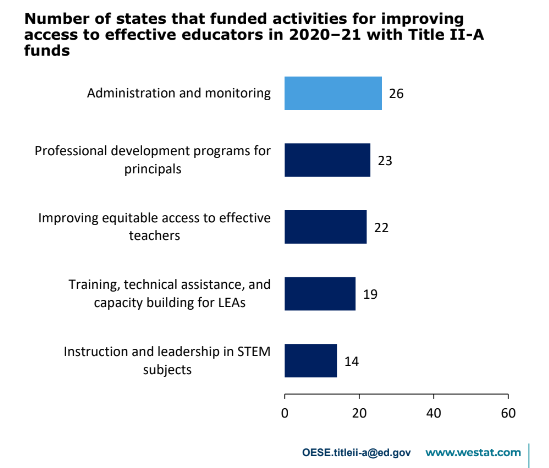 Number of states that funded activities for improving
access to effective educators in 2020–21 with Title II-A
funds
Administration and monitoring
26
Professional development programs for
principals
23
Improving equitable access to effective
teachers
22
Training, technical assistance, and
capacity building for LEAs
19
Instruction and leadership in STEM
subjects
14
0 20 40 60
OESE.titleii-a@ed.gov www.westat.com